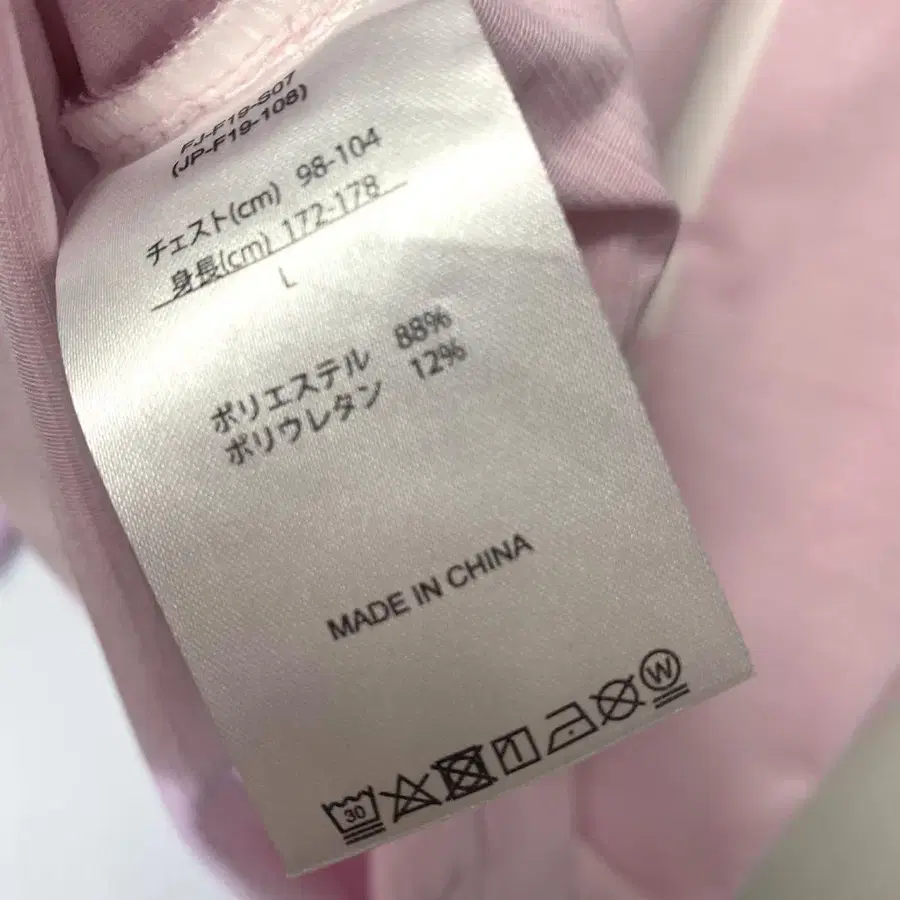 FJ-F19-S07
(JP-F19-108)
チェスト(cm) 98-104
身長(cm) 172-178
L
ポリエステル 88%
ポリウレタン 12%
MADE IN CHINA
30
W